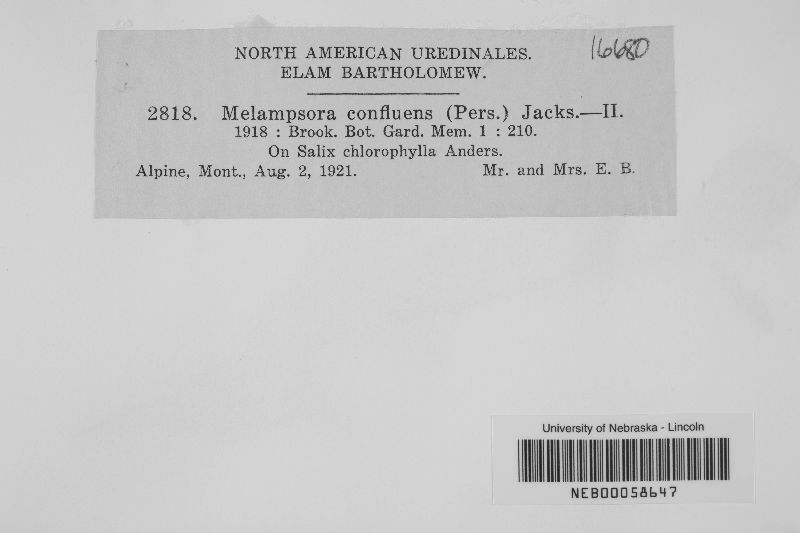 NORTH AMERICAN UREDINALES.
ELAM BARTHOLOMEW.
16680
2818. Melampsora confluens (Pers.) Jacks.—II.
1918 : Brook. Bot. Gard. Mem. 1 : 210.
On Salix chlorophylla Anders.
Alpine, Mont., Aug. 2, 1921. Mr. and Mrs. E. B.
University of Nebraska - Lincoln
NEB00058647